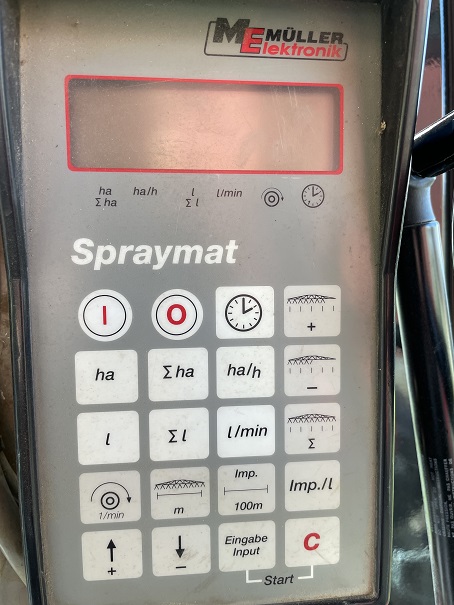 ME MÜLLER
Elektronik
ha ha/h l l/min
Σ ha Σ l
Spraymat
I O
+
ha Σ ha ha/h
−
l Σ l l/min
Σ
1/min m Imp. 100m Imp./l
+ − Eingabe Input C
Start